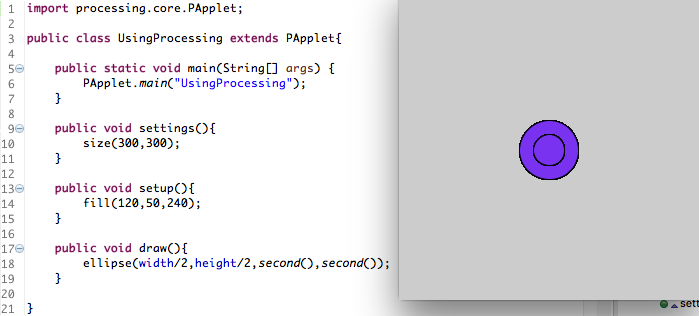 1 import processing.core.PApplet;
2
3 public class UsingProcessing extends PApplet{
4
5 public static void main(String[] args) {
6 PApplet.main("UsingProcessing");
7 }
8
9 public void settings(){
10 size(300,300);
11 }
12
13 public void setup(){
14 fill(120,50,240);
15 }
16
17 public void draw(){
18 ellipse(width/2,height/2,second(),second());
19 }
20
21 }
sett